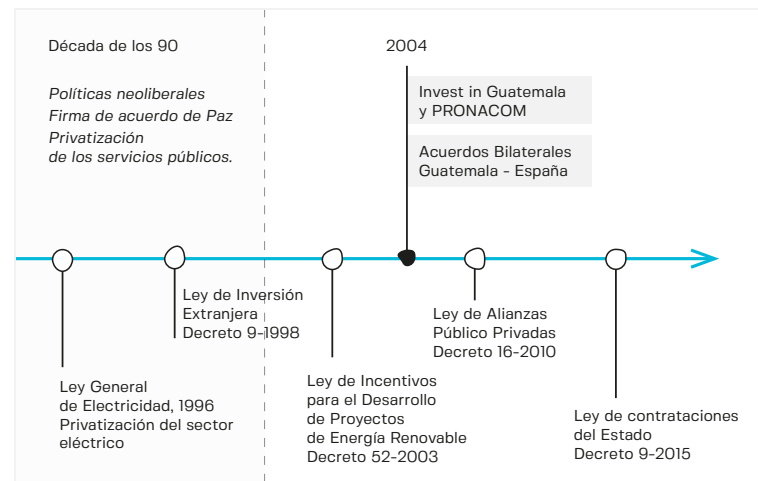 Década de los 90
Políticas neoliberales
Firma de acuerdo de Paz
Privatización
de los servicios públicos.
2004
Invest in Guatemala
y PRONACOM
Acuerdos Bilaterales
Guatemala - España
Ley General
de Electricidad, 1996
Privatización del sector
eléctrico
Ley de Inversión
Extranjera
Decreto 9-1998
Ley de Incentivos
para el Desarrollo
de Proyectos
de Energía Renovable
Decreto 52-2003
Ley de Alianzas
Público Privadas
Decreto 16-2010
Ley de contrataciones
del Estado
Decreto 9-2015